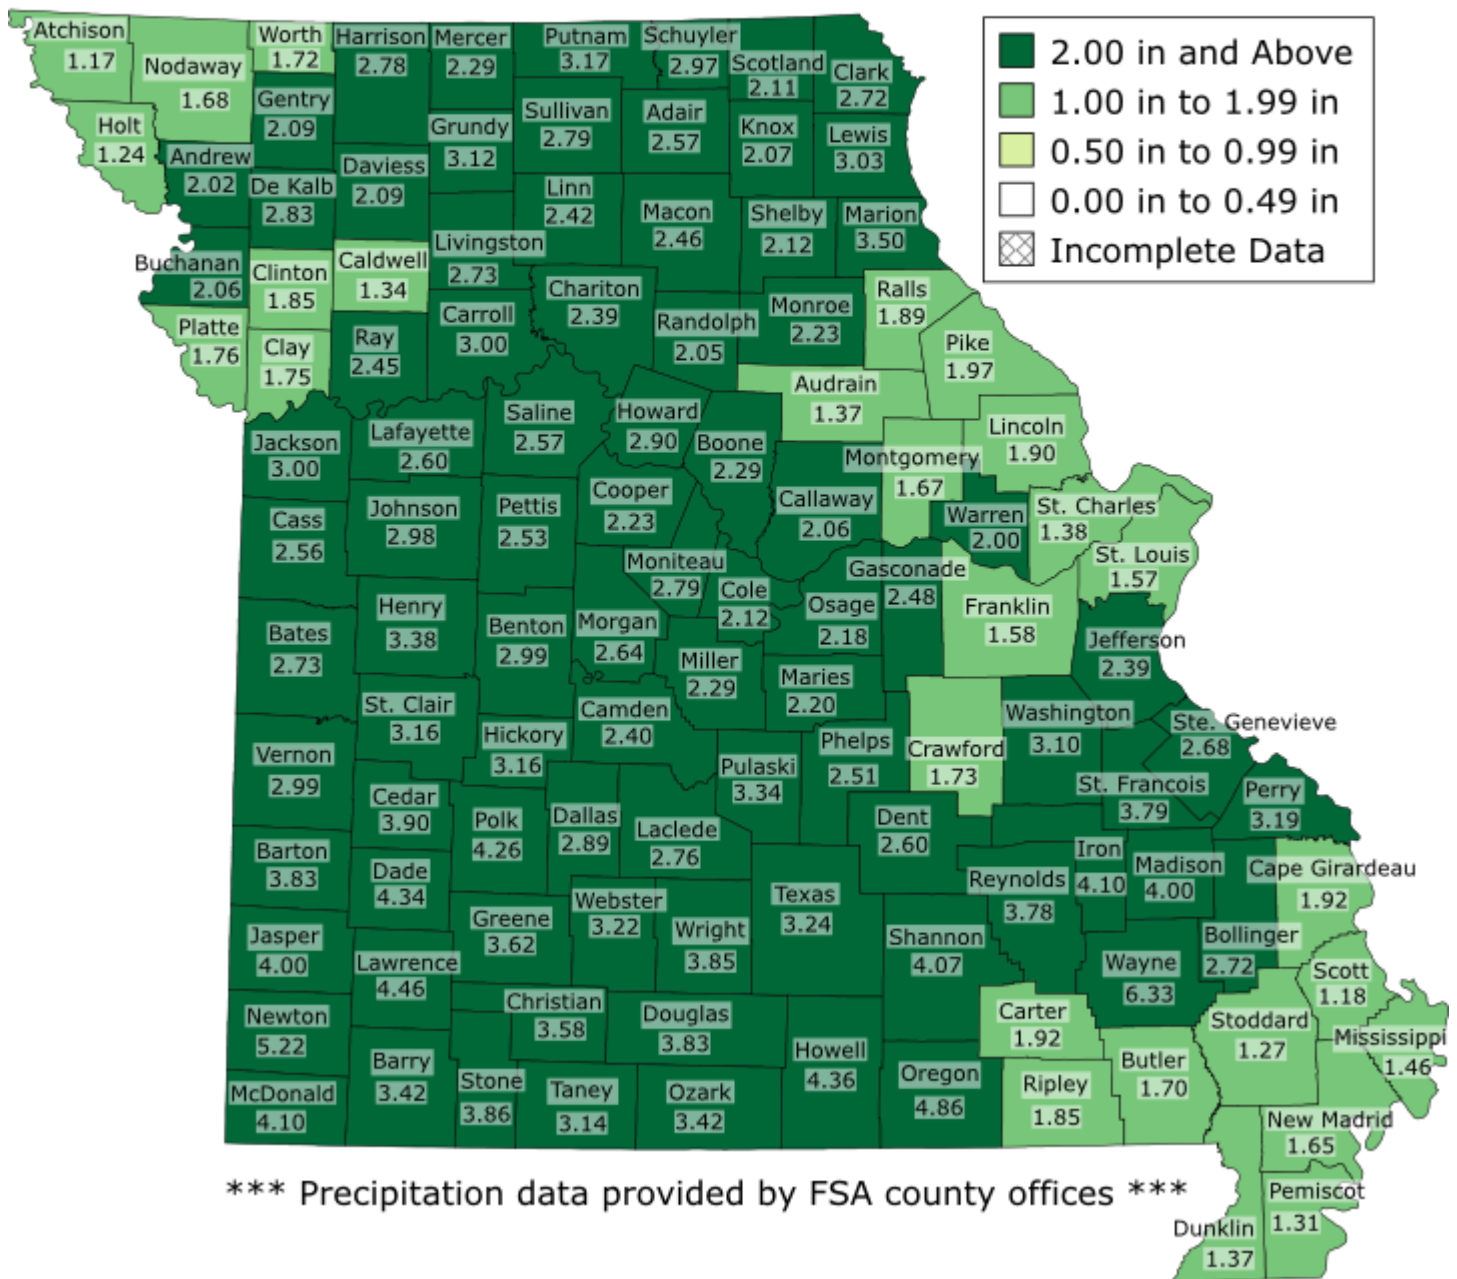 Atchison
1.17
Nodaway
1.68
Worth
1.72
Harrison
2.78
Mercer
2.29
Putnam
3.17
Schuyler
2.97
Scotland
2.11
Clark
2.72
2.00 in and Above
1.00 in to 1.99 in
0.50 in to 0.99 in
0.00 in to 0.49 in
Incomplete Data
Holt
1.24
Gentry
2.09
Andrew
2.02
De Kalb
2.83
Daviess
2.09
Grundy
3.12
Sullivan
2.79
Adair
2.57
Knox
2.07
Lewis
3.03
Linn
2.42
Macon
2.46
Shelby
2.12
Marion
3.50
Buchanan
2.06
Clinton
1.85
Caldwell
1.34
Livingston
2.73
Chariton
2.39
Randolph
2.05
Monroe
2.23
Ralls
1.89
Pike
1.97
Platte
1.76
Clay
1.75
Ray
2.45
Carroll
3.00
Audrain
1.37
Jackson
3.00
Lafayette
2.60
Saline
2.57
Howard
2.90
Boone
2.29
Lincoln
1.90
Montgomery
1.67
Cass
2.56
Johnson
2.98
Pettis
2.53
Cooper
2.23
Callaway
2.06
Warren
2.00
St. Charles
1.38
St. Louis
1.57
Moniteau
2.79
Cole
2.12
Osage
2.18
Gasconade
2.48
Franklin
1.58
Jefferson
2.39
Bates
2.73
Henry
3.38
Benton
2.99
Morgan
2.64
Miller
2.29
Maries
2.20
St. Clair
3.16
Hickory
3.16
Camden
2.40
Pulaski
3.34
Phelps
2.51
Crawford
1.73
Washington
3.10
Ste. Genevieve
2.68
St. Francois
3.79
Perry
3.19
Vernon
2.99
Cedar
3.90
Polk
4.26
Dallas
2.89
Laclede
2.76
Dent
2.60
Iron
4.10
Madison
4.00
Cape Girardeau
1.92
Barton
3.83
Dade
4.34
Greene
3.62
Webster
3.22
Wright
3.85
Texas
3.24
Reynolds
3.78
Shannon
4.07
Wayne
6.33
Bollinger
2.72
Scott
1.18
Jasper
4.00
Lawrence
4.46
Christian
3.58
Douglas
3.83
Carter
1.92
Stoddard
1.27
Mississippi
1.46
Newton
5.22
Barry
3.42
Stone
3.86
Taney
3.14
Ozark
3.42
Howell
4.36
Oregon
4.86
Ripley
1.85
Butler
1.70
McDonald
4.10
New Madrid
1.65
Pemiscot
1.31
Dunklin
1.37
*** Precipitation data provided by FSA county offices ***